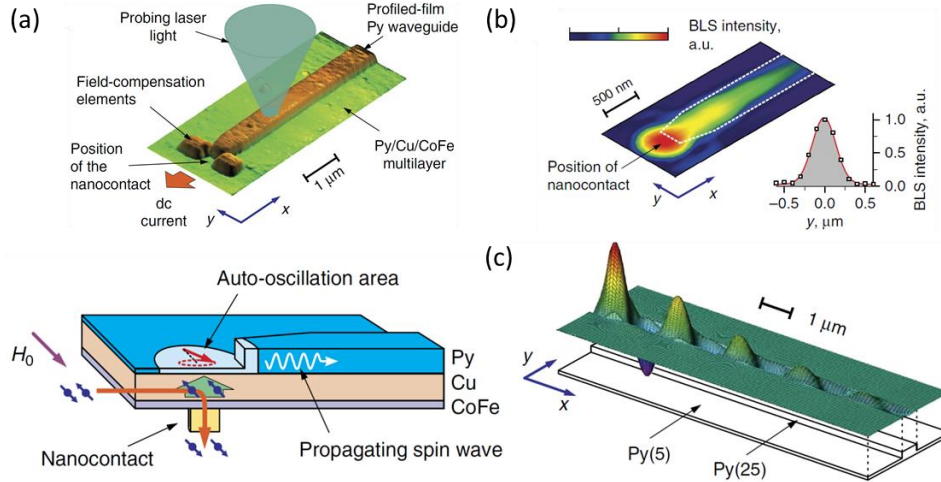 (a)
Probing laser
light
Profiled-film
Py waveguide
Field-compensation
elements
Position of
the nanocontact
dc
current
Py/Cu/CoFe
multilayer
1 μm
y
x
(b)
BLS intensity,
a.u.
500 nm
Position of
nanocontact
y
x
1.0
0.5
0.0
BLS intensity, a.u.
−0.5
0.0
0.5
y, μm
Auto-oscillation area
H0
Py
Cu
CoFe
Nanocontact
Propagating spin wave
(c)
1 μm
y
x
Py(5)
Py(25)